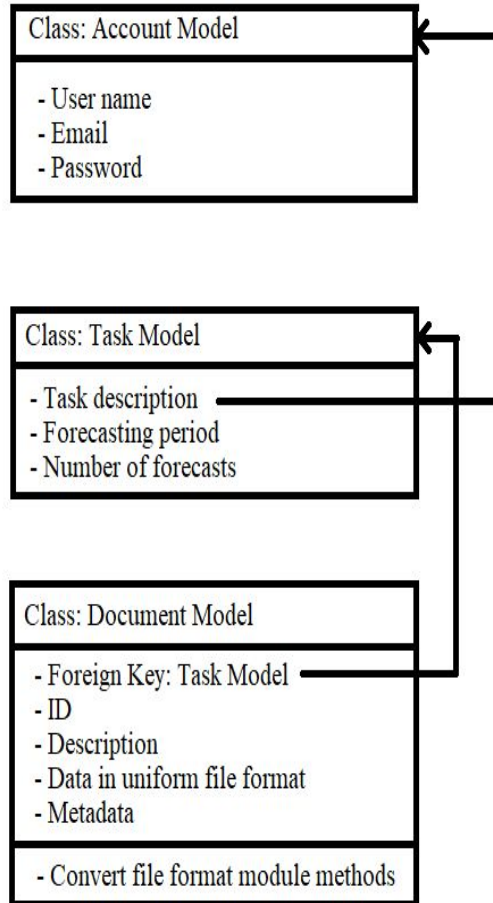 Class: Account Model
- User name
- Email
- Password
Class: Task Model
- Task description
- Forecasting period
- Number of forecasts
Class: Document Model
- Foreign Key: Task Model
- ID
- Description
- Data in uniform file format
- Metadata
- Convert file format module methods